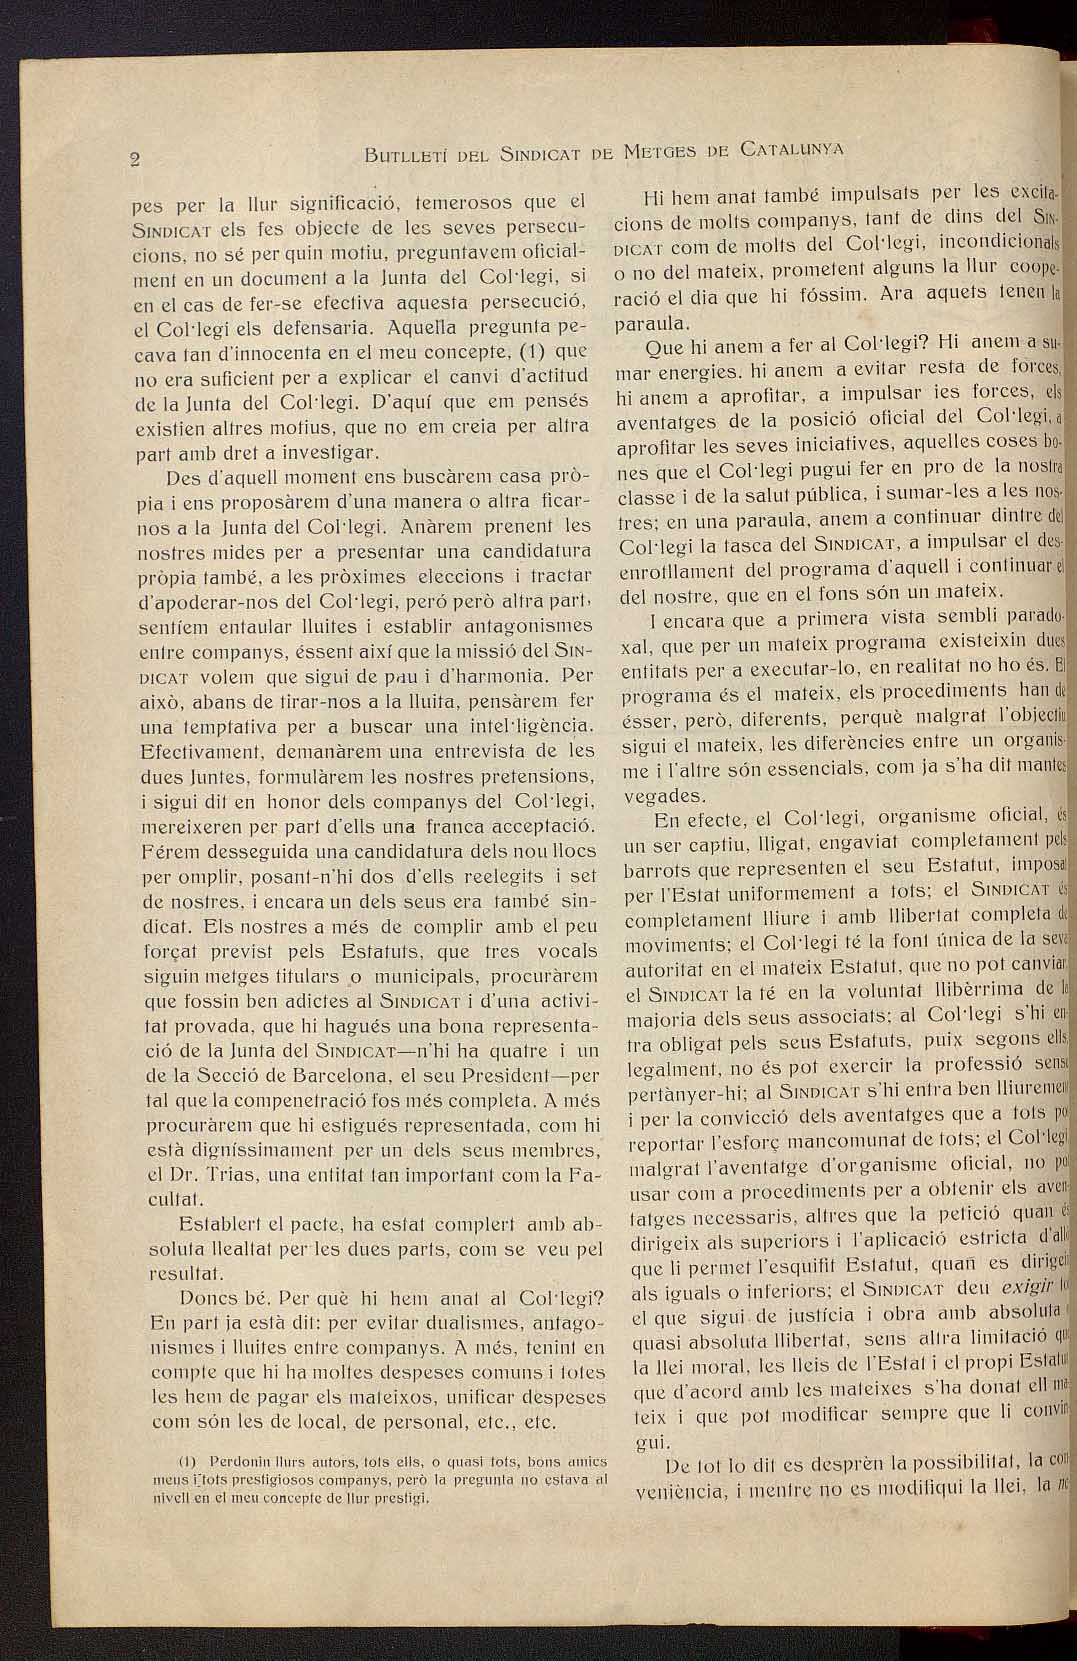 2
BUTLLETÍ DEL SINDICAT DE METGES DE CATALUNYA
pes per la llur significació, temerosos que el
SINDICAT els fes objecte de les seves persecu-
cions, no sé per quin motiu, preguntavem oficial-
ment en un document a la Junta del Col·legi, si
en el cas de fer-se efectiva aquesta persecució,
el Col·legi els defensaria. Aquella pregunta pe-
cava tan d'innocenta en el meu concepte, (1) que
no era suficient per a explicar el canvi d'actitud
de la Junta del Col·legi. D'aquí que em pensés
existien altres motius, que no em creia per altra
part amb dret a investigar.
Des d'aquell moment ens buscàrem casa prò-
pia i ens proposàrem d'una manera o altra ficar-
nos a la Junta del Col·legi. Anàrem prenent les
nostres mides per a presentar una candidatura
pròpia també, a les pròximes eleccions i tractar
d'apoderar-nos del Col·legi, peró però altra part,
sentíem entaular lluites i establir antagonismes
entre companys, éssent així que la missió del SIN-
DICAT volem que sigui de pau i d'harmonia. Per
això, abans de tirar-nos a la lluita, pensàrem fer
una temptativa per a buscar una intel·ligència.
Efectivament, demanàrem una entrevista de les
dues Juntes, formulàrem les nostres pretensions,
i sigui dit en honor dels companys del Col·legi,
mereixeren per part d'ells una franca acceptació.
Férem desseguida una candidatura dels nou llocs
per omplir, posant-n'hi dos d'ells reelegits i set
de nostres, i encara un dels seus era també sin-
dicat. Els nostres a més de complir amb el peu
forçat previst pels Estatuts, que tres vocals
siguin metges titulars o municipals, procuràrem
que fossin ben adictes al SINDICAT i d'una activi-
tat provada, que hi hagués una bona representa-
ció de la Junta del SINDICAT—n'hi ha quatre i un
de la Secció de Barcelona, el seu President—per
tal que la compenetració fos més completa. A més
procuràrem que hi estigués representada, com hi
està digníssimament per un dels seus membres,
el Dr. Trias, una entitat tan important com la Fa-
cultat.
Establert el pacte, ha estat complert amb ab-
soluta llealtat per les dues parts, com se veu pel
resultat.
Doncs bé. Per què hi hem anat al Col·legi?
En part ja està dit: per evitar dualismes, antago-
nismes i lluites entre companys. A més, tenint en
compte que hi ha moltes despeses comuns i totes
les hem de pagar els mateixos, unificar despeses
com són les de local, de personal, etc., etc.
(1) Perdonin llurs autors, tots ells, o quasi tots, bons amics
meus i tots prestigiosos companys, però la pregunta no estava al
nivell en el meu concepte de llur prestigi.
Hi hem anat també impulsats per les excita-
cions de molts companys, tant de dins del SIN-
DICAT com de molts del Col·legi, incondicionals
o no del mateix, prometent alguns la llur coope-
ració el dia que hi fóssim. Ara aquets tenen la
paraula.
Que hi anem a fer al Col·legi? Hi anem a su-
mar energies. hi anem a evitar resta de forces,
hi anem a aprofitar, a impulsar ies forces, els
aventatges de la posició oficial del Col·legi, a
aprofitar les seves iniciatives, aquelles coses bo-
nes que el Col·legi pugui fer en pro de la nostra
classe i de la salut pública, i sumar-les a les nos-
tres; en una paraula, anem a continuar dintre del
Col·legi la tasca del SINDICAT, a impulsar el des-
enrotllament del programa d'aquell i continuar el
del nostre, que en el fons són un mateix.
I encara que a primera vista sembli parado-
xal, que per un mateix programa existeixin dues
entitats per a executar-lo, en realitat no ho és. El
programa és el mateix, els procediments han de
ésser, però, diferents, perquè malgrat l'objectiu
sigui el mateix, les diferències entre un organis-
me i l'altre són essencials, com ja s'ha dit mantes
vegades.
En efecte, el Col·legi, organisme oficial, és
un ser captiu, lligat, engaviat completament pels
barrots que representen el seu Estatut, imposat
per l'Estat uniformement a tots; el SINDICAT és
completament lliure i amb llibertat completa de
moviments; el Col·legi té la font única de la seva
autoritat en el mateix Estatut, que no pot canviar,
el SINDICAT la té en la voluntat llibèrrima de la
majoria dels seus associats; al Col·legi s'hi en-
tra obligat pels seus Estatuts, puix segons ells,
legalment, no és pot exercir la professió sense
pertànyer-hi; al SINDICAT s'hi entra ben lliurement
i per la convicció dels aventatges que a tots pot
reportar l'esforç mancomunat de tots; el Col·legi
malgrat l'aventatge d'organisme oficial, no pot
usar com a procediments per a obtenir els aven-
tatges necessaris, altres que la petició quan és
dirigeix als superiors i l'aplicació estricta d'allò
que li permet l'esquifit Estatut, quan es dirigeix
als iguals o inferiors; el SINDICAT deu exigir tot
el que sigui de justícia i obra amb absoluta
quasi absoluta llibertat, sens altra limitació que
la llei moral, les lleis de l'Estat i el propi Estatut
que d'acord amb les mateixes s'ha donat ell ma-
teix i que pot modificar sempre que li convin-
gui.
De tot lo dit es desprèn la possibilitat, la con-
veniència, i mentre no es modifiqui la llei, la ne-